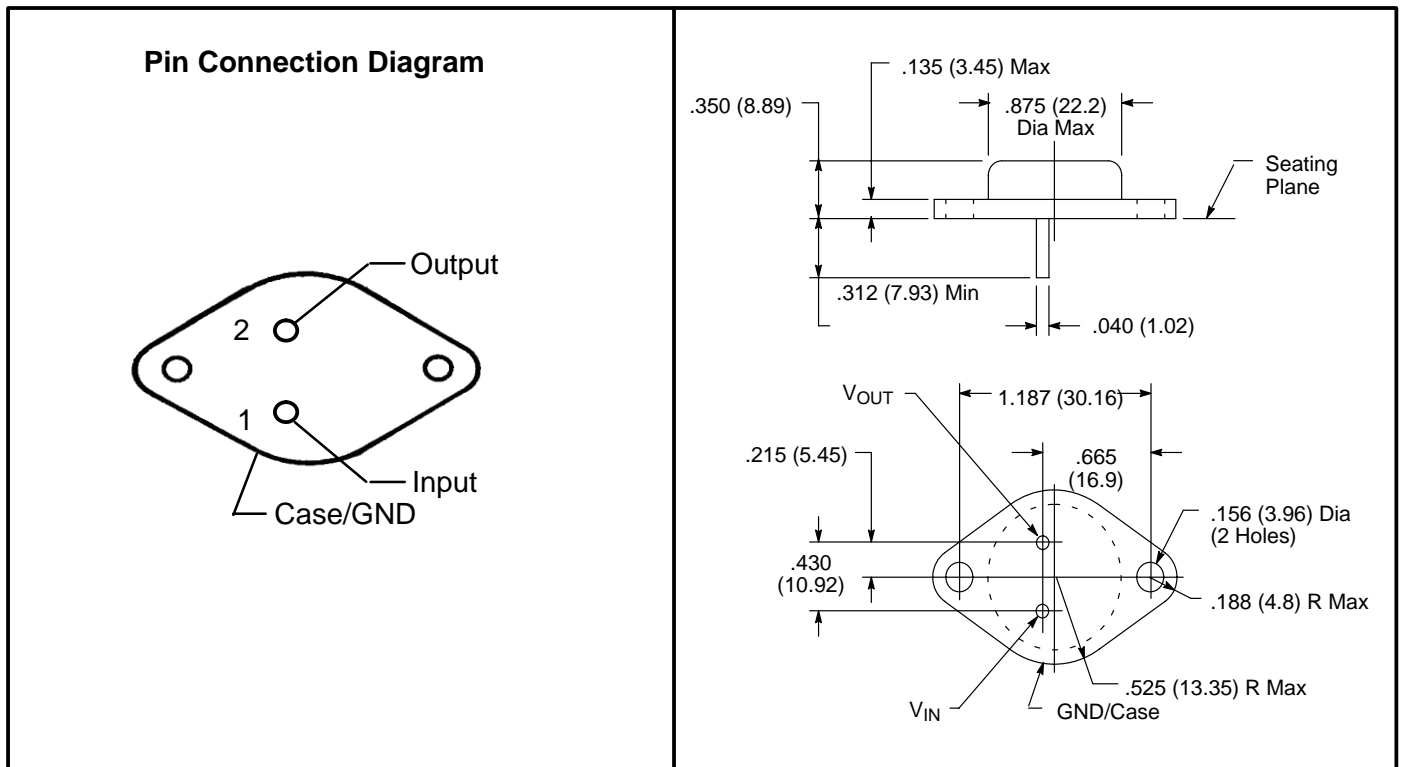 Pin Connection Diagram
Output
2
1
Input
Case/GND
.135 (3.45) Max
.350 (8.89)
.875 (22.2)
Dia Max
Seating
Plane
.312 (7.93) Min
.040 (1.02)
VOUT
1.187 (30.16)
.215 (5.45)
.665
(16.9)
.156 (3.96) Dia
(2 Holes)
.430
(10.92)
.188 (4.8) R Max
.525 (13.35) R Max
VIN
GND/Case